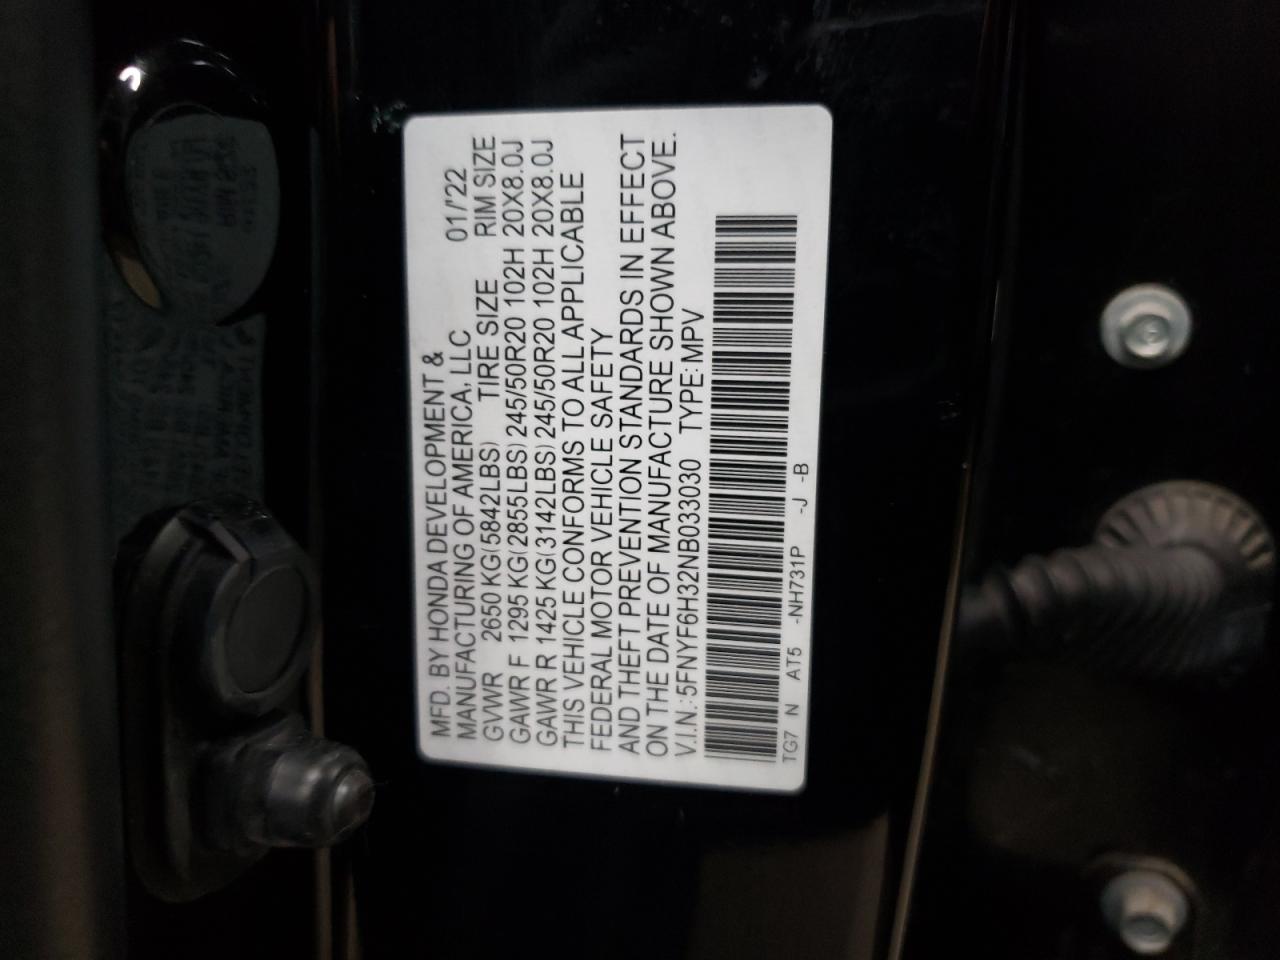 MFD. BY HONDA DEVELOPMENT &
MANUFACTURING OF AMERICA, LLC 01/'22
GVWR 2650 KG(5842LBS) TIRE SIZE RIM SIZE
GAWR F 1295 KG(2855LBS) 245/50R20 102H 20X8.0J
GAWR R 1425 KG(3142LBS) 245/50R20 102H 20X8.0J
THIS VEHICLE CONFORMS TO ALL APPLICABLE
FEDERAL MOTOR VEHICLE SAFETY
AND THEFT PREVENTION STANDARDS IN EFFECT
ON THE DATE OF MANUFACTURE SHOWN ABOVE.
V.I.N.:5FNYF6H32NB033030 TYPE:MPV
TG7 N AT5 -NH731P -J -B